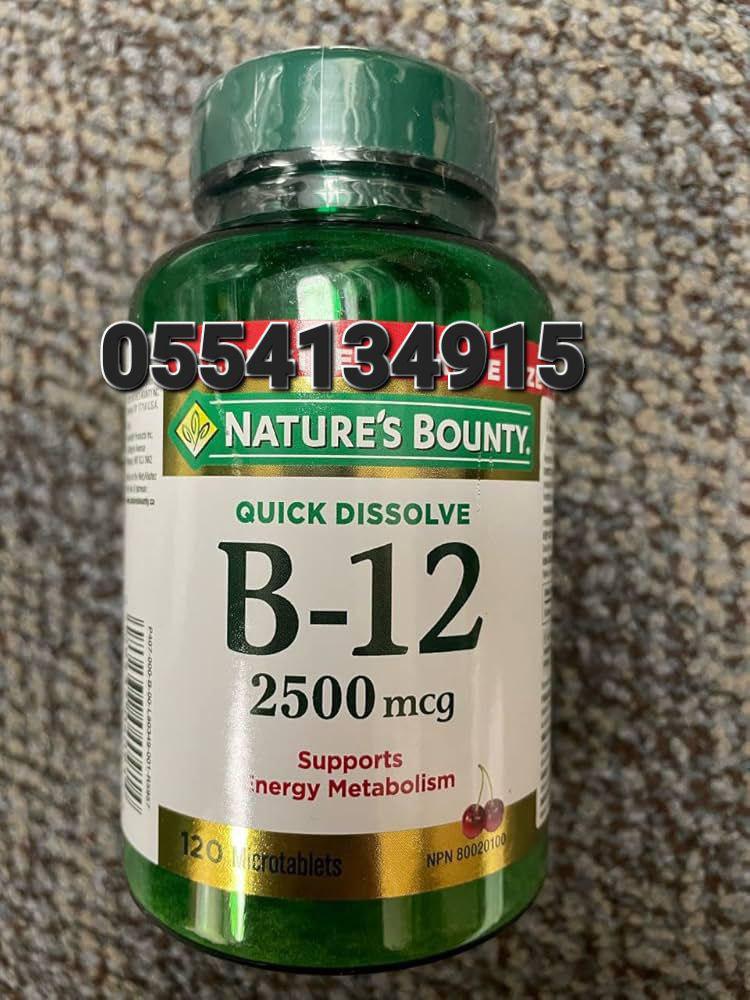 0554134915
NATURE'S BOUNTY®
QUICK DISSOLVE
B-12
2500 mcg
Supports
Energy Metabolism
120 Microtablets
NPN 80020100